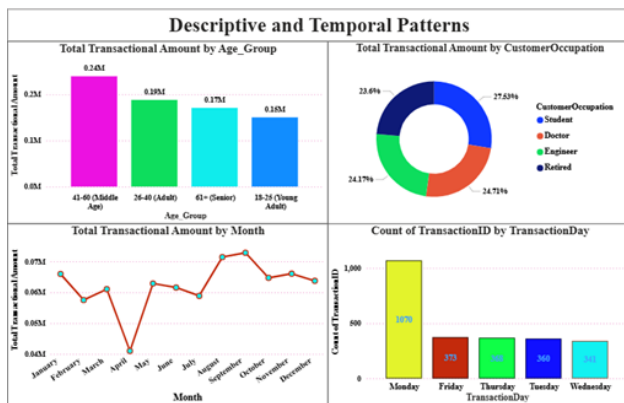 Descriptive and Temporal Patterns
Total Transactional Amount by Age_Group
Total Transactional Amount
0.2M
0.1M
0.0M
0.24M
0.19M
0.17M
0.15M
41-60 (Middle Age)
26-40 (Adult)
61+ (Senior)
18-25 (Young Adult)
Age_Group
Total Transactional Amount by CustomerOccupation
23.6%
27.53%
24.17%
24.71%
CustomerOccupation
Student
Doctor
Engineer
Retired
Total Transactional Amount by Month
Total Transactional Amount
0.07M
0.06M
0.05M
0.04M
January
February
March
April
May
June
July
August
September
October
November
December
Month
Count of TransactionID by TransactionDay
Count of TransactionID
1,000
500
0
1070
373
360
341
Monday
Friday
Thursday
Tuesday
Wednesday
TransactionDay